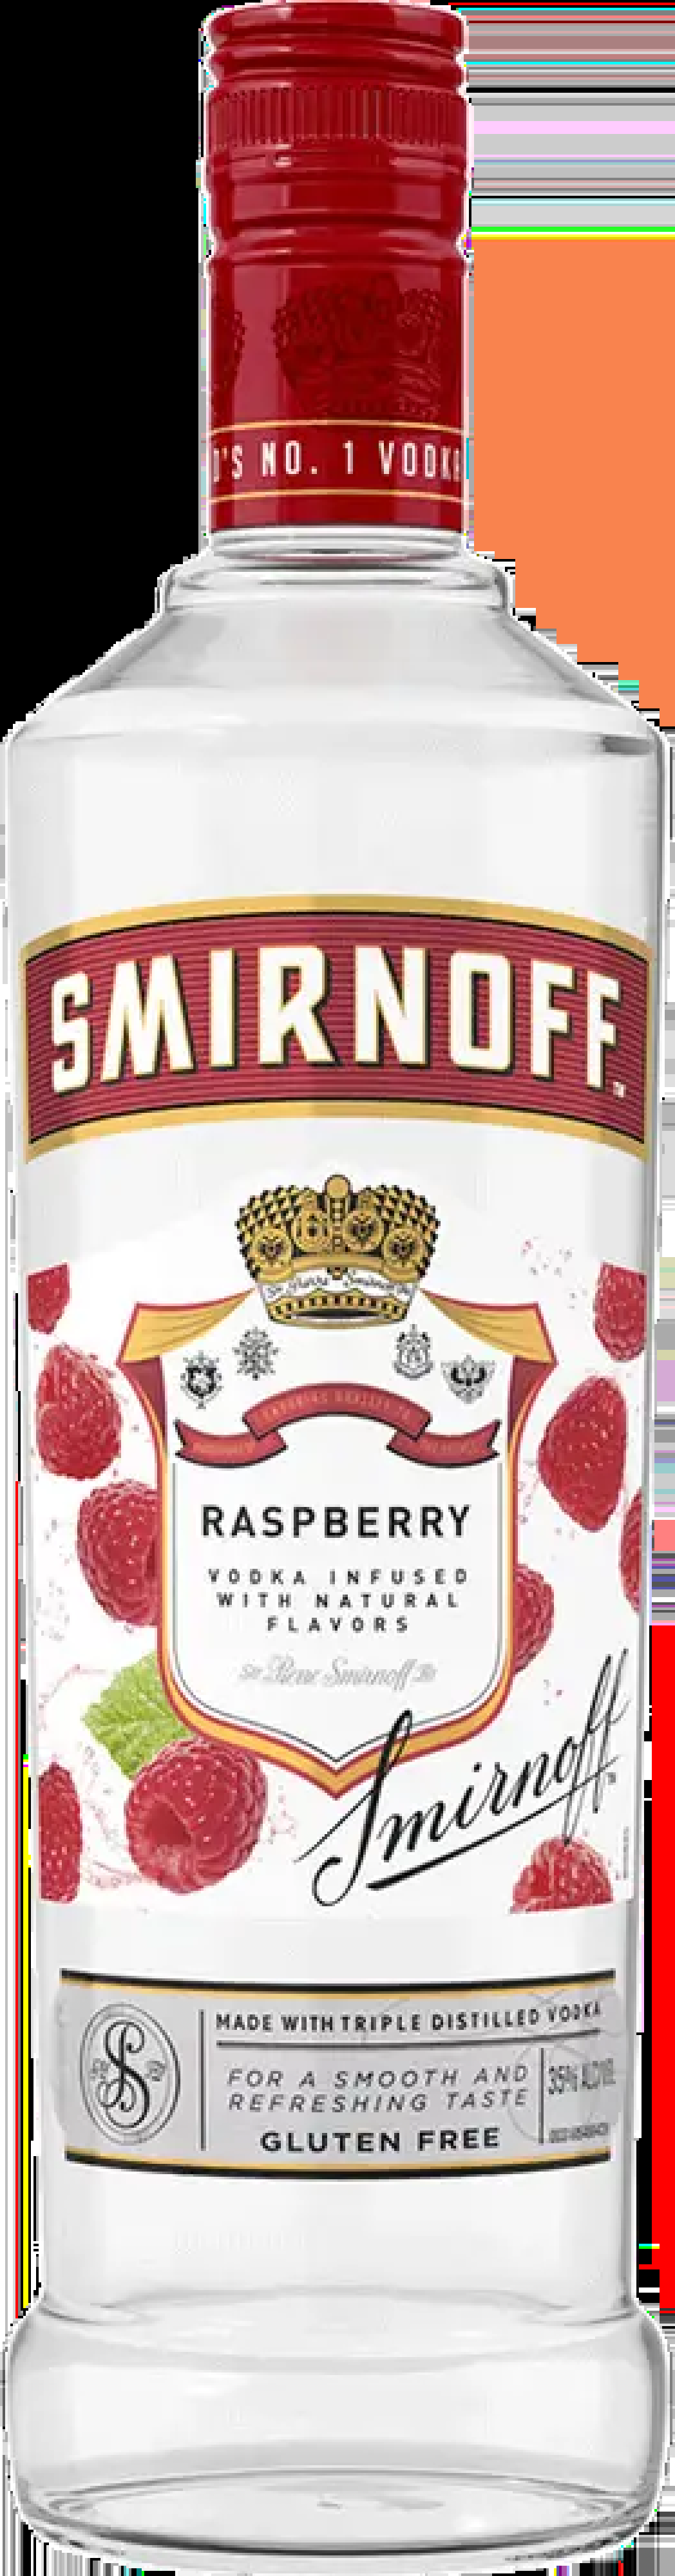 D'S NO. 1 VODKA
SMIRNOFF
RASPBERRY
VODKA INFUSED
WITH NATURAL
FLAVORS
Smirnoff
Smirnoff
S
MADE WITH TRIPLE DISTILLED VODKA
FOR A SMOOTH AND
REFRESHING TASTE
GLUTEN FREE
35% ALC/VOL